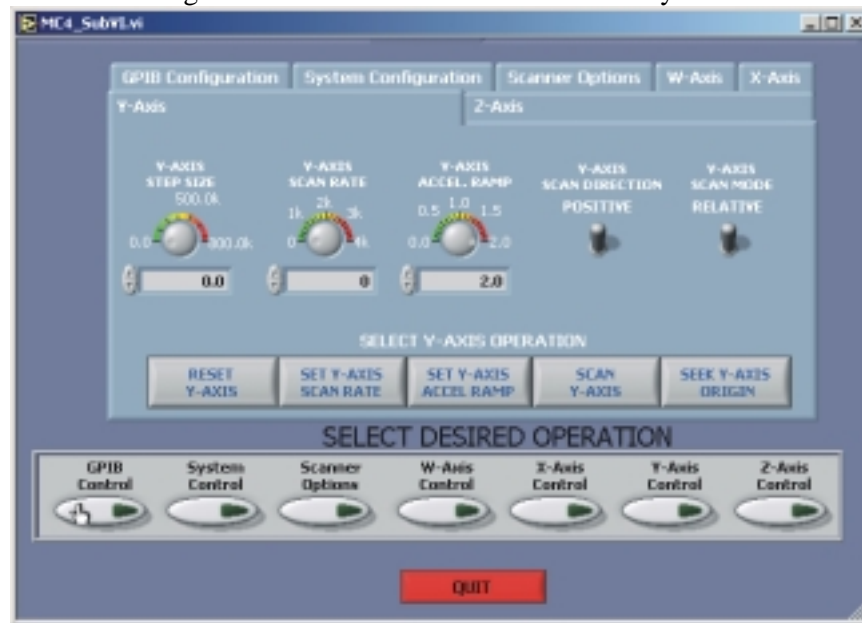 MC4_SubVI.vi
GPIB Configuration System Configuration Scanner Options W-Axis X-Axis
Y-Axis Z-Axis
Y-AXIS STEP SIZE
500.0k
0.0 800.0k
0.0
Y-AXIS SCAN RATE
2k
1k 3k
0 4k
0
Y-AXIS ACCEL. RAMP
1.0
0.5 1.5
0.0 2.0
2.0
Y-AXIS SCAN DIRECTION
POSITIVE
Y-AXIS SCAN MODE
RELATIVE
SELECT Y-AXIS OPERATION
RESET Y-AXIS
SET Y-AXIS SCAN RATE
SET Y-AXIS ACCEL RAMP
SCAN Y-AXIS
SEEK Y-AXIS ORIGIN
SELECT DESIRED OPERATION
GPIB Control
System Control
Scanner Options
W-Axis Control
X-Axis Control
Y-Axis Control
Z-Axis Control
QUIT